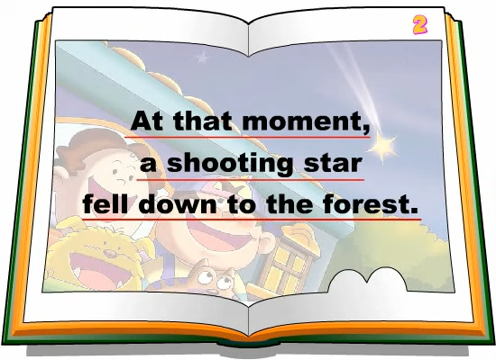 2
At that moment,
a shooting star
fell down to the forest.